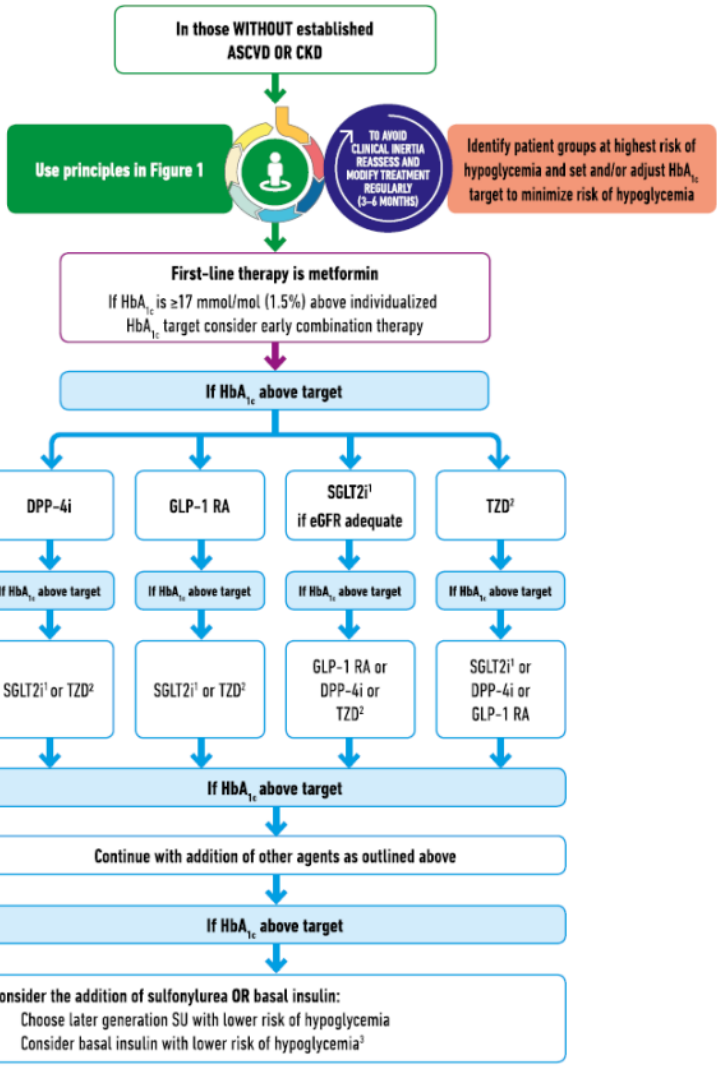 In those WITHOUT established
ASCVD OR CKD
Use principles in Figure 1
TO AVOID
CLINICAL INERTIA
REASSESS AND
MODIFY TREATMENT
REGULARLY
(3–6 MONTHS)
Identify patient groups at highest risk of
hypoglycemia and set and/or adjust HbA1c
target to minimize risk of hypoglycemia
First-line therapy is metformin
If HbA1c is ≥17 mmol/mol (1.5%) above individualized
HbA1c target consider early combination therapy
If HbA1c above target
DPP-4i
GLP-1 RA
SGLT2i¹
if eGFR adequate
TZD²
If HbA1c above target
If HbA1c above target
If HbA1c above target
If HbA1c above target
SGLT2i¹ or TZD²
SGLT2i¹ or TZD²
GLP-1 RA or
DPP-4i or
TZD²
SGLT2i¹ or
DPP-4i or
GLP-1 RA
If HbA1c above target
Continue with addition of other agents as outlined above
If HbA1c above target
onsider the addition of sulfonylurea OR basal insulin:
Choose later generation SU with lower risk of hypoglycemia
Consider basal insulin with lower risk of hypoglycemia³